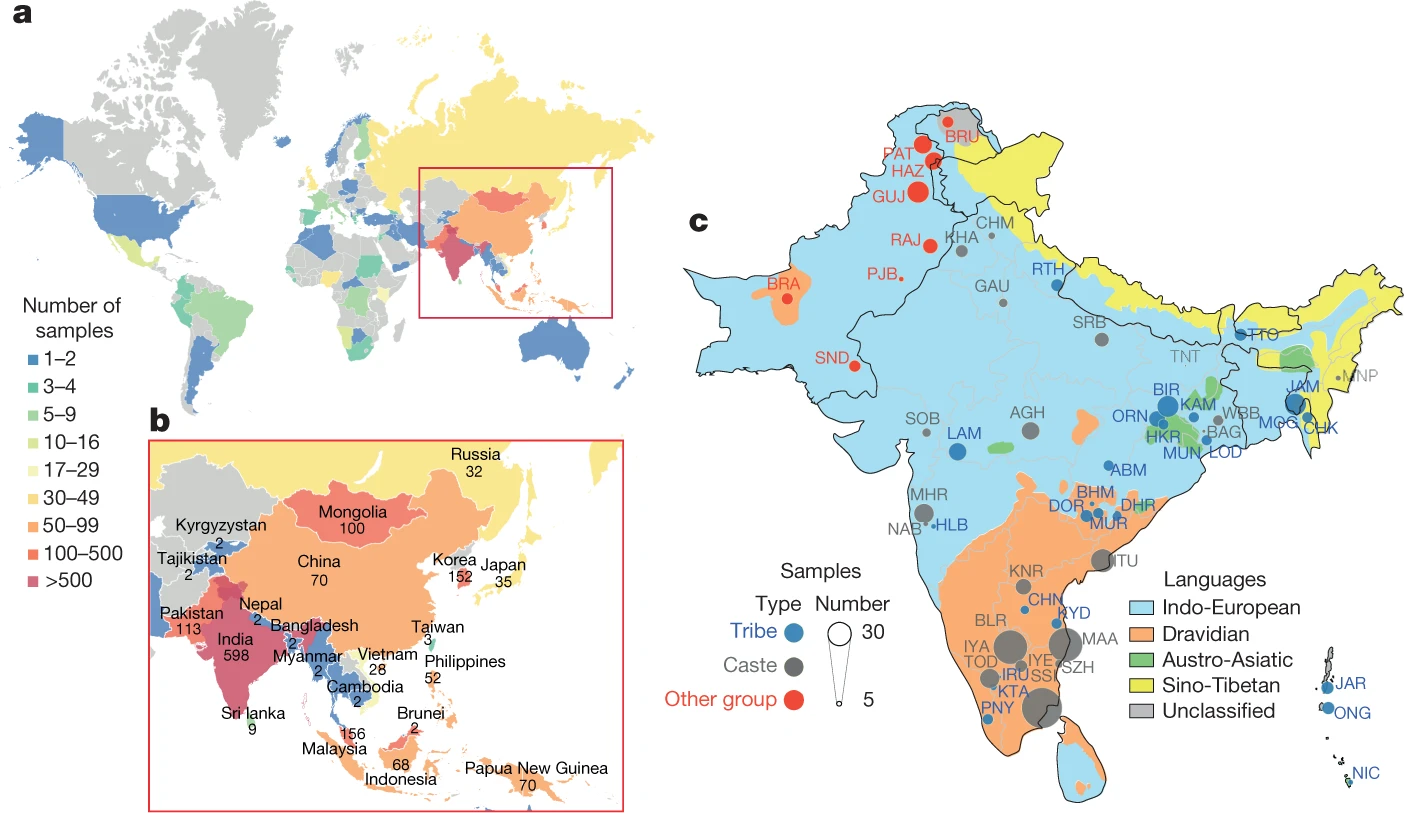 a
Number of
samples
1–2
3–4
5–9
10–16
17–29
30–49
50–99
100–500
>500
b
Russia
32
Mongolia
100
Kyrgyzystan
2
Tajikistan
2
China
70
Korea
152
Japan
35
Pakistan
113
Nepal
2
India
598
Bangladesh
2
Myanmar
2
Taiwan
3
Vietnam
28
Philippines
52
Cambodia
2
Sri lanka
9
Brunei
2
156
Malaysia
68
Indonesia
Papua New Guinea
70
c
BRU
PAT
HAZ
GUJ
RAJ
KHA
CHM
PJB
BRA
GAU
RTH
SND
SRB
TTO
TNT
MNP
BIR
KAM
JAM
SOB
AGH
ORN
WBB
MOG
CHK
LAM
HKR
BAG
MUN
LOD
ABM
MHR
BHM
DOR
DHR
NAB
HLB
MUR
ITU
KNR
CHN
KYD
BLR
IYA
MAA
TOD
IYE
SZH
IRU
SSI
KTA
PNY
JAR
ONG
NIC
Samples
Type
Number
Tribe
30
Caste
Other group
5
Languages
Indo-European
Dravidian
Austro-Asiatic
Sino-Tibetan
Unclassified